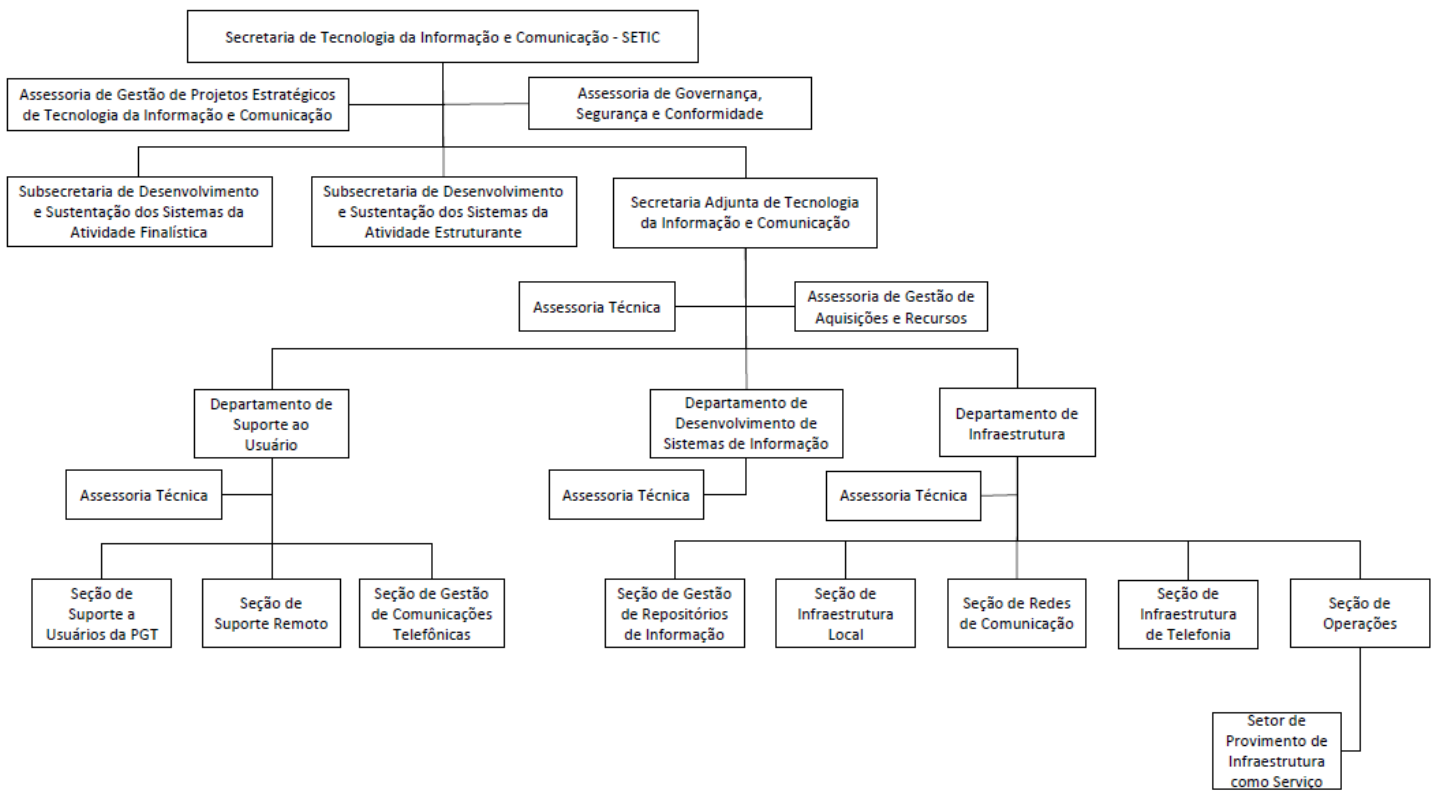 Secretaria de Tecnologia da Informação e Comunicação - SETIC
Assessoria de Gestão de Projetos Estratégicos
de Tecnologia da Informação e Comunicação
Assessoria de Governança,
Segurança e Conformidade
Subsecretaria de Desenvolvimento
e Sustentação dos Sistemas da
Atividade Finalística
Subsecretaria de Desenvolvimento
e Sustentação dos Sistemas da
Atividade Estruturante
Secretaria Adjunta de Tecnologia
da Informação e Comunicação
Assessoria Técnica
Assessoria de Gestão de
Aquisições e Recursos
Departamento de
Suporte ao
Usuário
Departamento de
Desenvolvimento de
Sistemas de Informação
Departamento de
Infraestrutura
Assessoria Técnica
Assessoria Técnica
Assessoria Técnica
Seção de
Suporte a
Usuários da PGT
Seção de
Suporte Remoto
Seção de Gestão
de Comunicações
Telefônicas
Seção de Gestão
de Repositórios
de Informação
Seção de
Infraestrutura
Local
Seção de Redes
de Comunicação
Seção de
Infraestrutura
de Telefonia
Seção de
Operações
Setor de
Provimento de
Infraestrutura
como Serviço